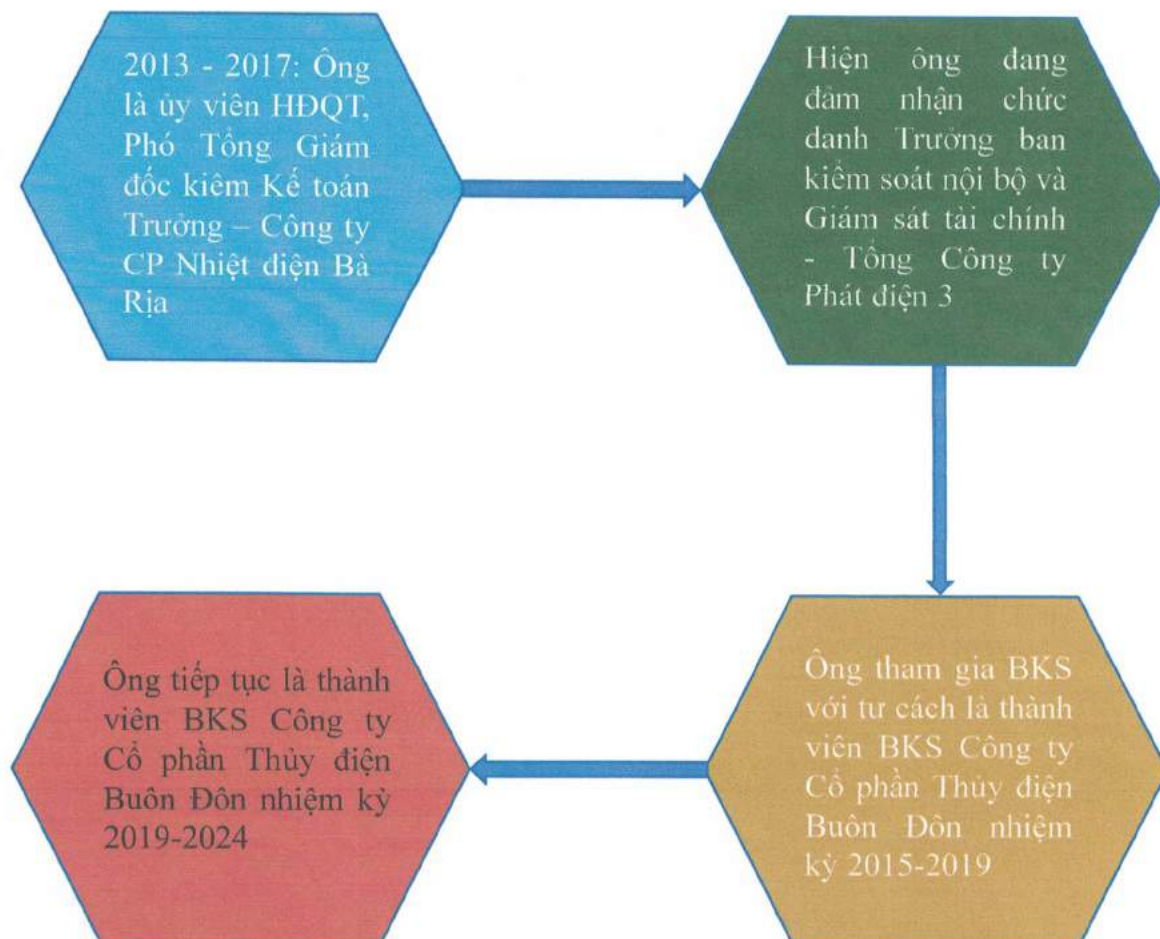 2013 - 2017: Ông
là ủy viên HĐQT,
Phó Tổng Giám
đốc kiêm Kế toán
Trưởng – Công ty
CP Nhiệt điện Bà
Rịa
Hiện ông đang
đảm nhận chức
danh Trưởng ban
kiểm soát nội bộ và
Giám sát tài chính
- Tổng Công ty
Phát điện 3
Ông tham gia BKS
với tư cách là thành
viên BKS Công ty
Cổ phần Thủy điện
Buôn Đôn nhiệm
kỳ 2015-2019
Ông tiếp tục là thành
viên BKS Công ty
Cổ phần Thủy điện
Buôn Đôn nhiệm kỳ
2019-2024